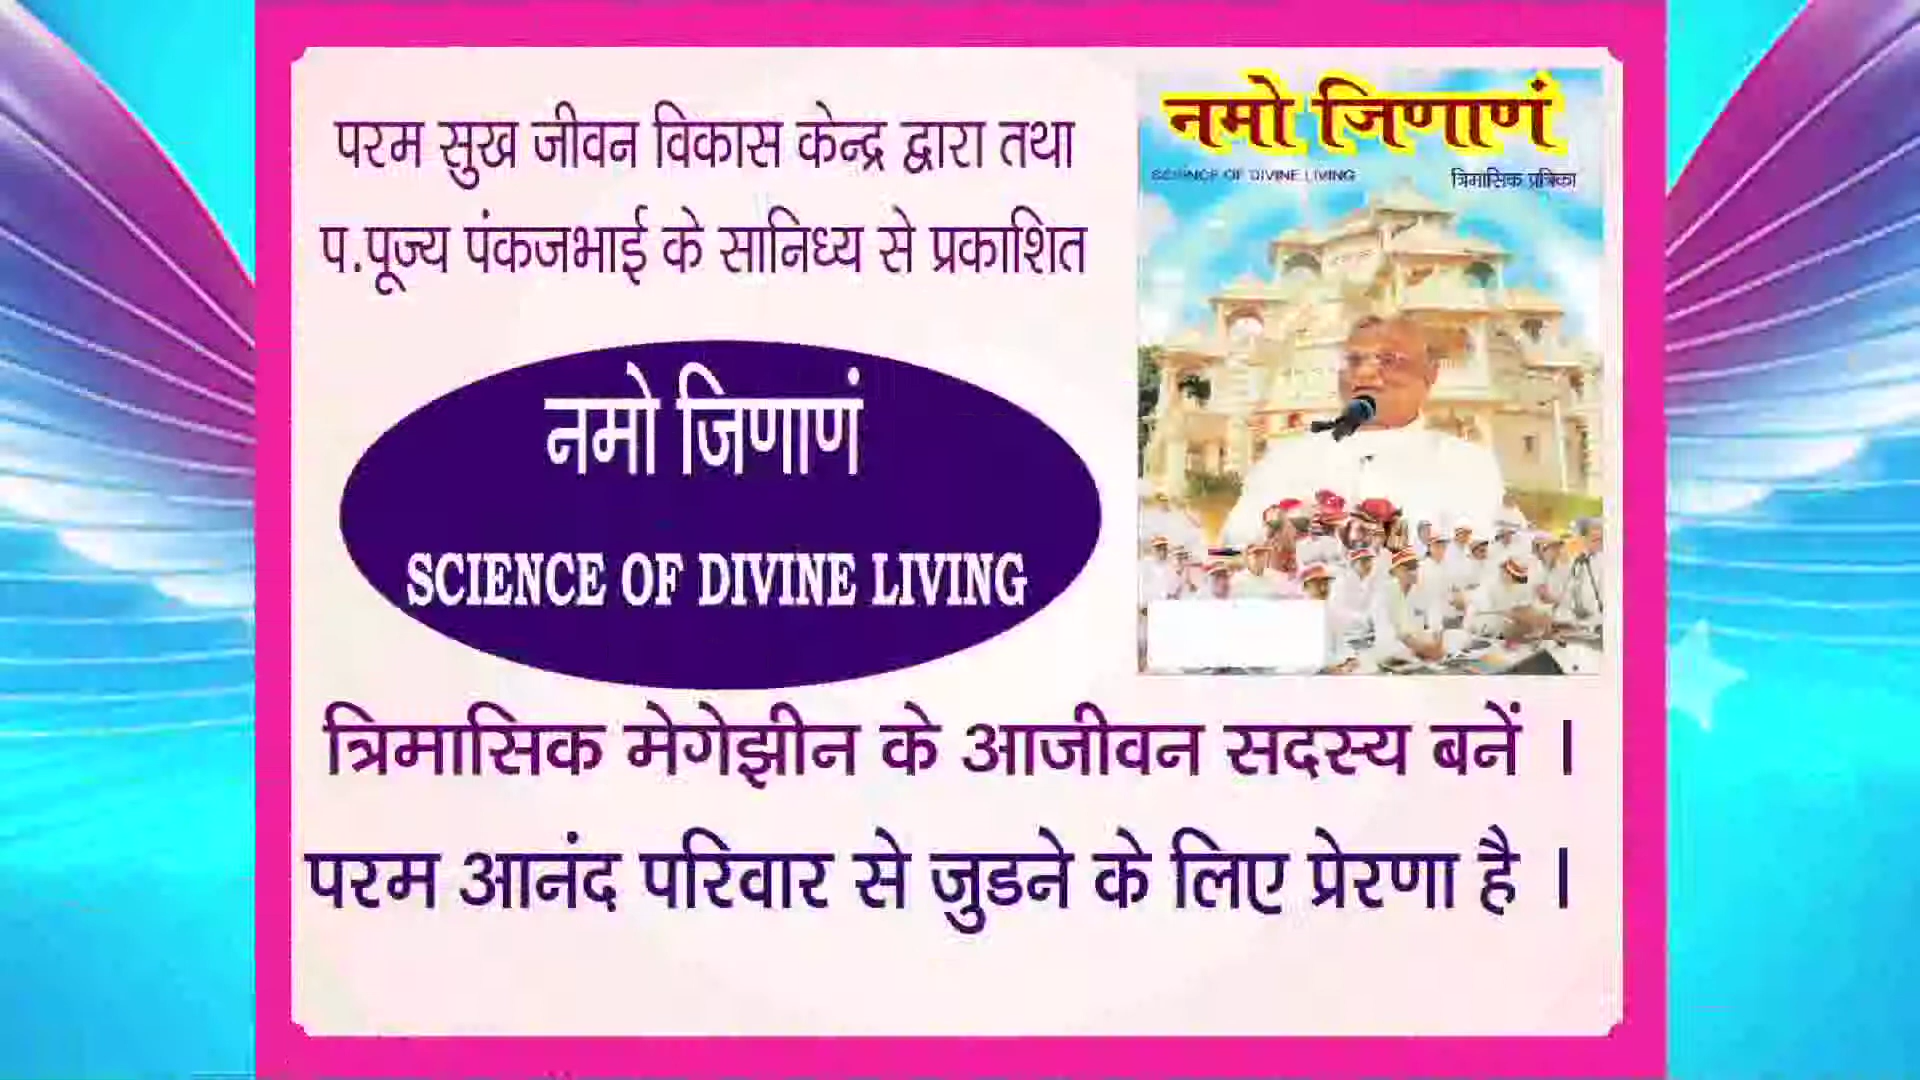 परम सुख जीवन विकास केन्द्र द्वारा तथा
प.पूज्य पंकजभाई के सानिध्य से प्रकाशित
नमो जिणाणं
SCIENCE OF DIVINE LIVING
नमो जिणाणं
SCIENCE OF DIVINE LIVING
त्रिमासिक पत्रिका
त्रिमासिक मेगेझीन के आजीवन सदस्य बनें ।
परम आनंद परिवार से जुडने के लिए प्रेरणा है ।